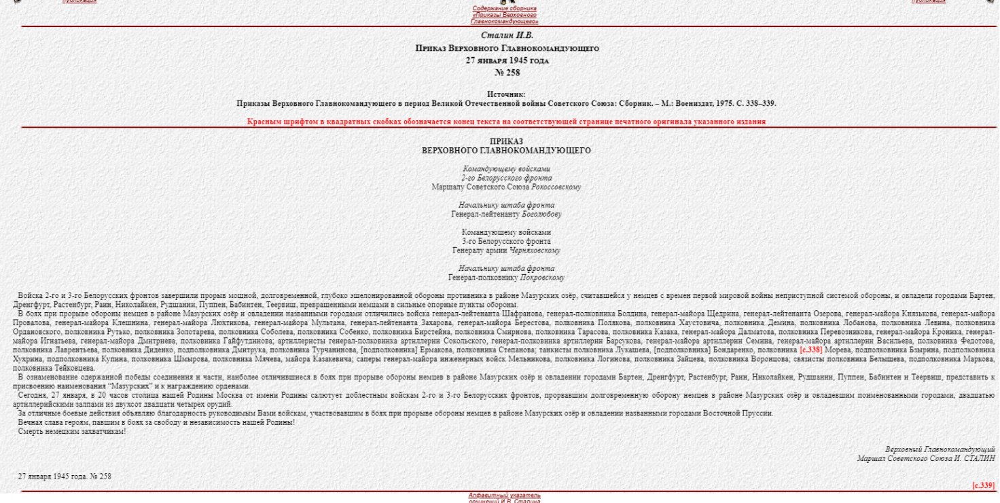 публикация
публикация
Содержание сборника
«Приказы Верховного
Главнокомандующего»
Сталин И.В.
Приказ Верховного Главнокомандующего
27 января 1945 года
№ 258
Источник:
Приказы Верховного Главнокомандующего в период Великой Отечественной войны Советского Союза: Сборник. – М.: Воениздат, 1975. С. 338–339.
Красным шрифтом в квадратных скобках обозначается конец текста на соответствующей странице печатного оригинала указанного издания
ПРИКАЗ
ВЕРХОВНОГО ГЛАВНОКОМАНДУЮЩЕГО
Командующему войсками
2-го Белорусского фронта
Маршалу Советского Союза Рокоссовскому
Начальнику штаба фронта
Генерал-лейтенанту Боголюбову
Командующему войсками
3-го Белорусского фронта
Генералу армии Черняховскому
Начальнику штаба фронта
Генерал-полковнику Покровскому
Войска 2-го и 3-го Белорусских фронтов завершили прорыв мощной, долговременной, глубоко эшелонированной обороны противника в районе Мазурских озёр, считавшейся у немцев с времен первой мировой войны неприступной системой обороны, и овладели городами Бартен,
Дренгфурт, Растенбург, Раин, Николайкен, Рудшанни, Пуппен, Бабинтен, Теервиш, превращенными немцами в сильные опорные пункты обороны.
В боях при прорыве обороны немцев в районе Мазурских озёр и овладении названными городами отличились войска генерал-лейтенанта Шафранова, генерал-полковника Болдина, генерал-майора Щедрина, генерал-лейтенанта Озерова, генерал-майора Князькова, генерал-майора
Провалова, генерал-майора Клешнина, генерал-майора Люхтикова, генерал-майора Мультана, генерал-лейтенанта Захарова, генерал-майора Берестова, полковника Полякова, полковника Хаустовича, полковника Демина, полковника Лобанова, полковника Левина, полковника
Ордановского, полковника Рутько, полковника Золотарева, полковника Соболева, полковника Собенко, полковника Бирстейна, полковника Смирнова, полковника Тарасова, полковника Казака, генерал-майора Далматова, полковника Перевозникова, генерал-майора Кроника, генерал-
майора Игнатьева, генерал-майора Дмитриева, полковника Гайфутдинова; артиллеристы генерал-полковника артиллерии Сокольского, генерал-полковника артиллерии Барсукова, генерал-майора артиллерии Семина, генерал-майора артиллерии Васильева, полковника Федотова,
полковника Лаврентьева, полковника Диденко, подполковника Дмитрука, полковника Турчанинова, [подполковника] Ермакова, полковника Степанова; танкисты полковника Лукашева, [подполковника] Бондаренко, полковника [с.338] Морева, подполковника Бзырина, подполковника
Хухрина, подполковника Купина, полковника Шмырова, полковника Мячева, майора Казакевича; саперы генерал-майора инженерных войск Мельникова, полковника Логинова, полковника Зайцева, полковника Воронцова; связисты полковника Белышева, подполковника Маркова,
полковника Тейковцева.
В ознаменование одержанной победы соединения и части, наиболее отличившиеся в боях при прорыве обороны немцев в районе Мазурских озёр и овладении городами Бартен, Дренгфурт, Растенбург, Раин, Николайкен, Рудшанни, Пуппен, Бабинтен и Теервиш, представить к
присвоению наименования “Мазурских” и к награждению орденами.
Сегодня, 27 января, в 20 часов столица нашей Родины Москва от имени Родины салютует доблестным войскам 2-го и 3-го Белорусских фронтов, прорвавшим долговременную оборону немцев в районе Мазурских озёр и овладевшим поименованными городами, двадцатью
артиллерийскими залпами из двухсот двадцати четырех орудий.
За отличные боевые действия объявляю благодарность руководимым Вами войскам, участвовавшим в боях при прорыве обороны немцев в районе Мазурских озёр и овладении названными городами Восточной Пруссии.
Вечная слава героям, павшим в боях за свободу и независимость нашей Родины!
Смерть немецким захватчикам!
Верховный Главнокомандующий
Маршал Советского Союза И. СТАЛИН
27 января 1945 года. № 258
[с.339]
Алфавитный указатель
сочинений И.В. Сталина